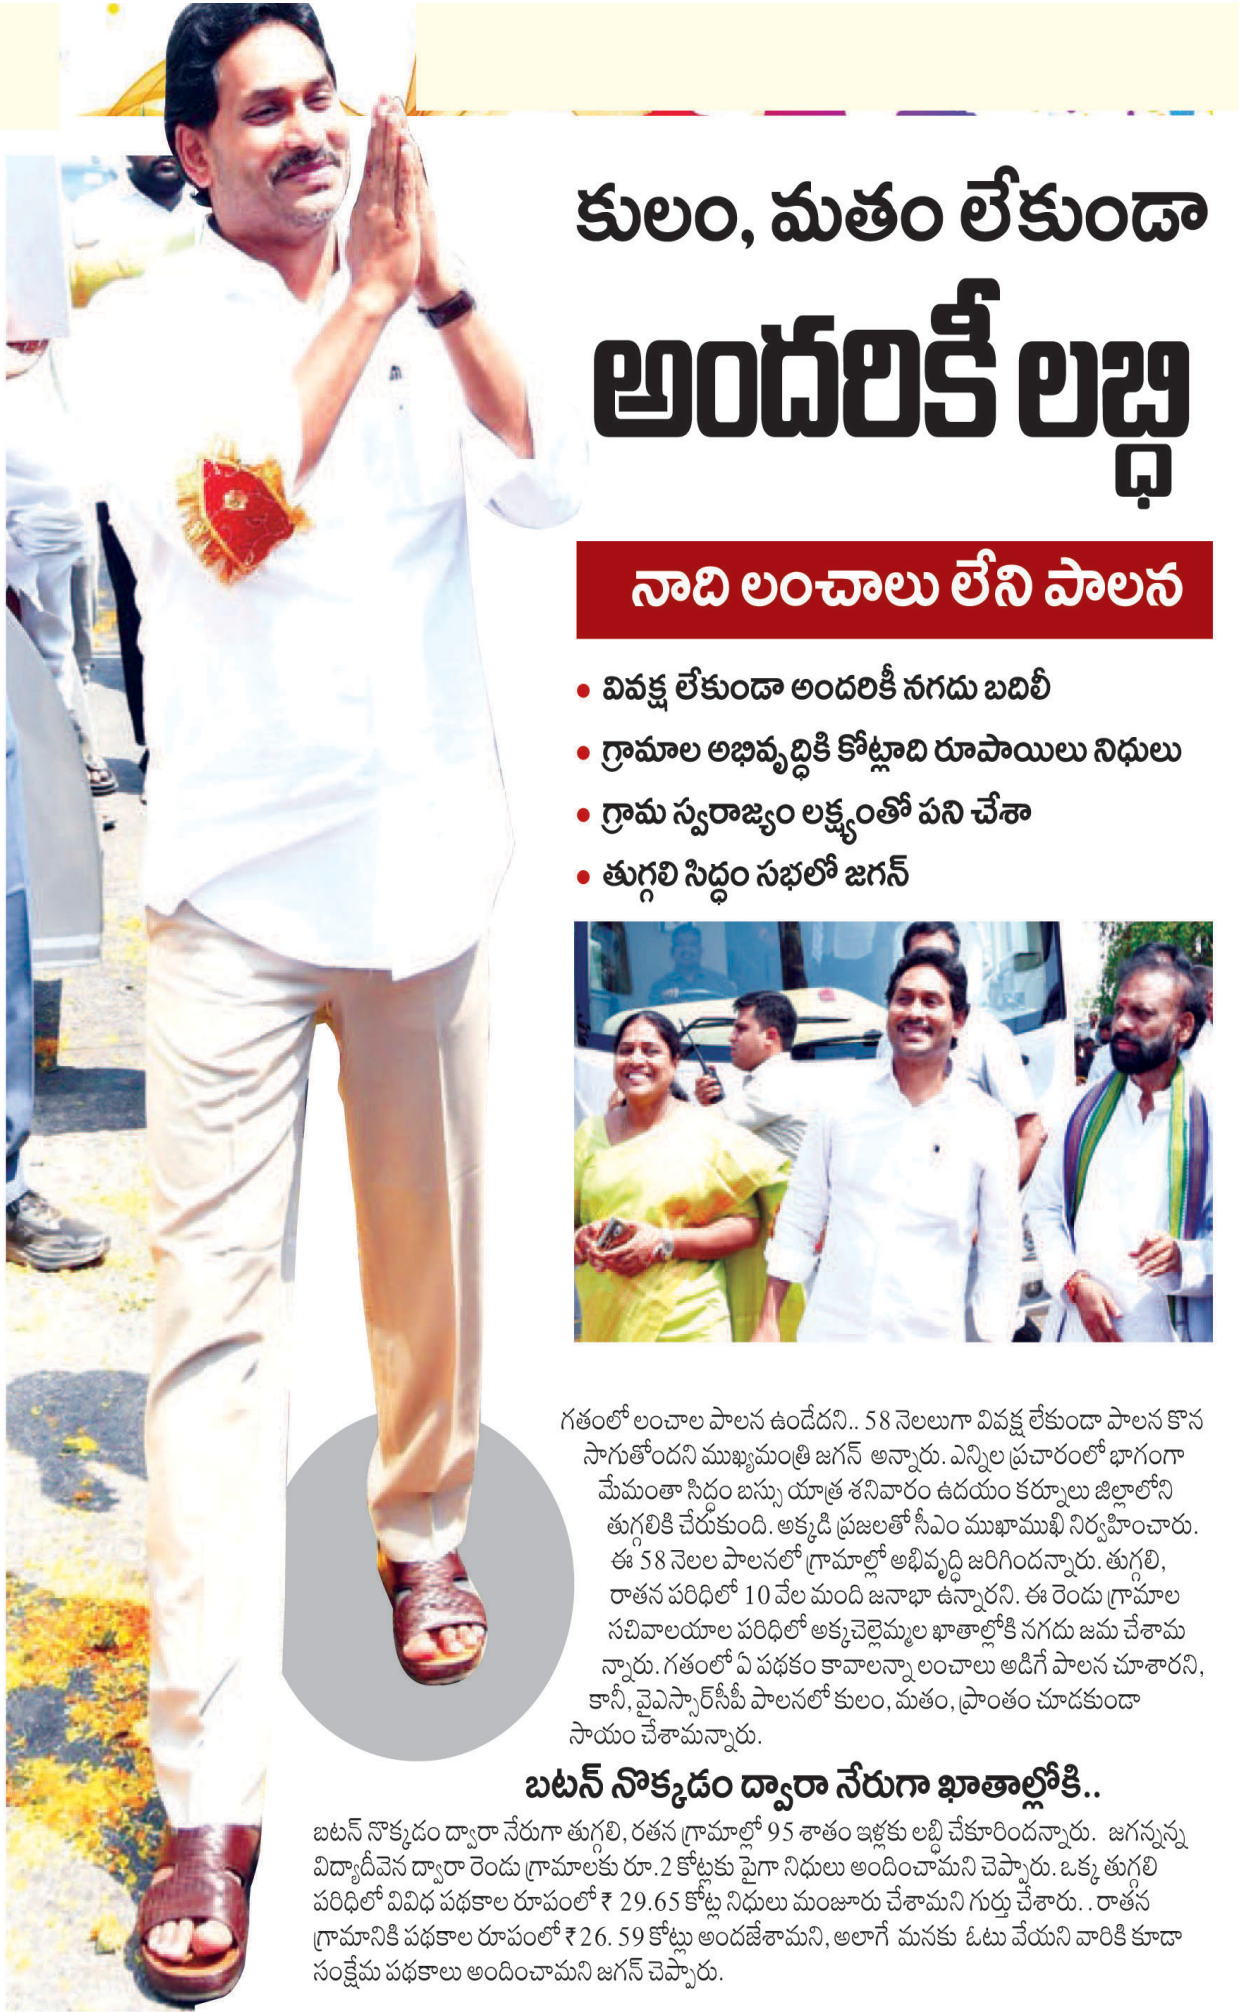 కులం, మతం లేకుండా
అందరికీ లబ్ధి
నాది లంచాలు లేని పాలన
• వివక్ష లేకుండా అందరికీ నగదు బదిలీ
• గ్రామాల అభివృద్ధికి కోట్లాది రూపాయిలు నిధులు
• గ్రామ స్వరాజ్యం లక్ష్యంతో పని చేశా
• తుగ్గలి సిద్ధం సభలో జగన్
గతంలో లంచాల పాలన ఉండేదని.. 58 నెలలుగా వివక్ష లేకుండా పాలన కొన
సాగుతోందని ముఖ్యమంత్రి జగన్ అన్నారు. ఎన్నిల ప్రచారంలో భాగంగా
మేమంతా సిద్ధం బస్సు యాత్ర శనివారం ఉదయం కర్నూలు జిల్లాలోని
తుగ్గలికి చేరుకుంది. అక్కడి ప్రజలతో సీఎం ముఖాముఖి నిర్వహించారు.
ఈ 58 నెలల పాలనలో గ్రామాల్లో అభివృద్ధి జరిగిందన్నారు. తుగ్గలి,
రాతన పరిధిలో 10 వేల మంది జనాభా ఉన్నారని. ఈ రెండు గ్రామాల
సచివాలయాల పరిధిలో అక్కచెల్లెమ్మల ఖాతాల్లోకి నగదు జమ చేశామ
న్నారు. గతంలో ఏ పథకం కావాలన్నా లంచాలు అడిగే పాలన చూశారని,
కానీ, వైఎస్సార్‌సీపీ పాలనలో కులం, మతం, ప్రాంతం చూడకుండా
సాయం చేశామన్నారు.
బటన్ నొక్కడం ద్వారా నేరుగా ఖాతాల్లోకి..
బటన్ నొక్కడం ద్వారా నేరుగా తుగ్గలి, రతన గ్రామాల్లో 95 శాతం ఇళ్లకు లబ్ధి చేకూరిందన్నారు. జగన్నన్న
విద్యాదీవెన ద్వారా రెండు గ్రామాలకు రూ.2 కోట్లకు పైగా నిధులు అందించామని చెప్పారు. ఒక్క తుగ్గలి
పరిధిలో వివిధ పథకాల రూపంలో ₹ 29.65 కోట్ల నిధులు మంజూరు చేశామని గుర్తు చేశారు. . రాతన
గ్రామానికి పథకాల రూపంలో ₹26. 59 కోట్లు అందజేశామని, అలాగే మనకు ఓటు వేయని వారికి కూడా
సంక్షేమ పథకాలు అందించామని జగన్ చెప్పారు.